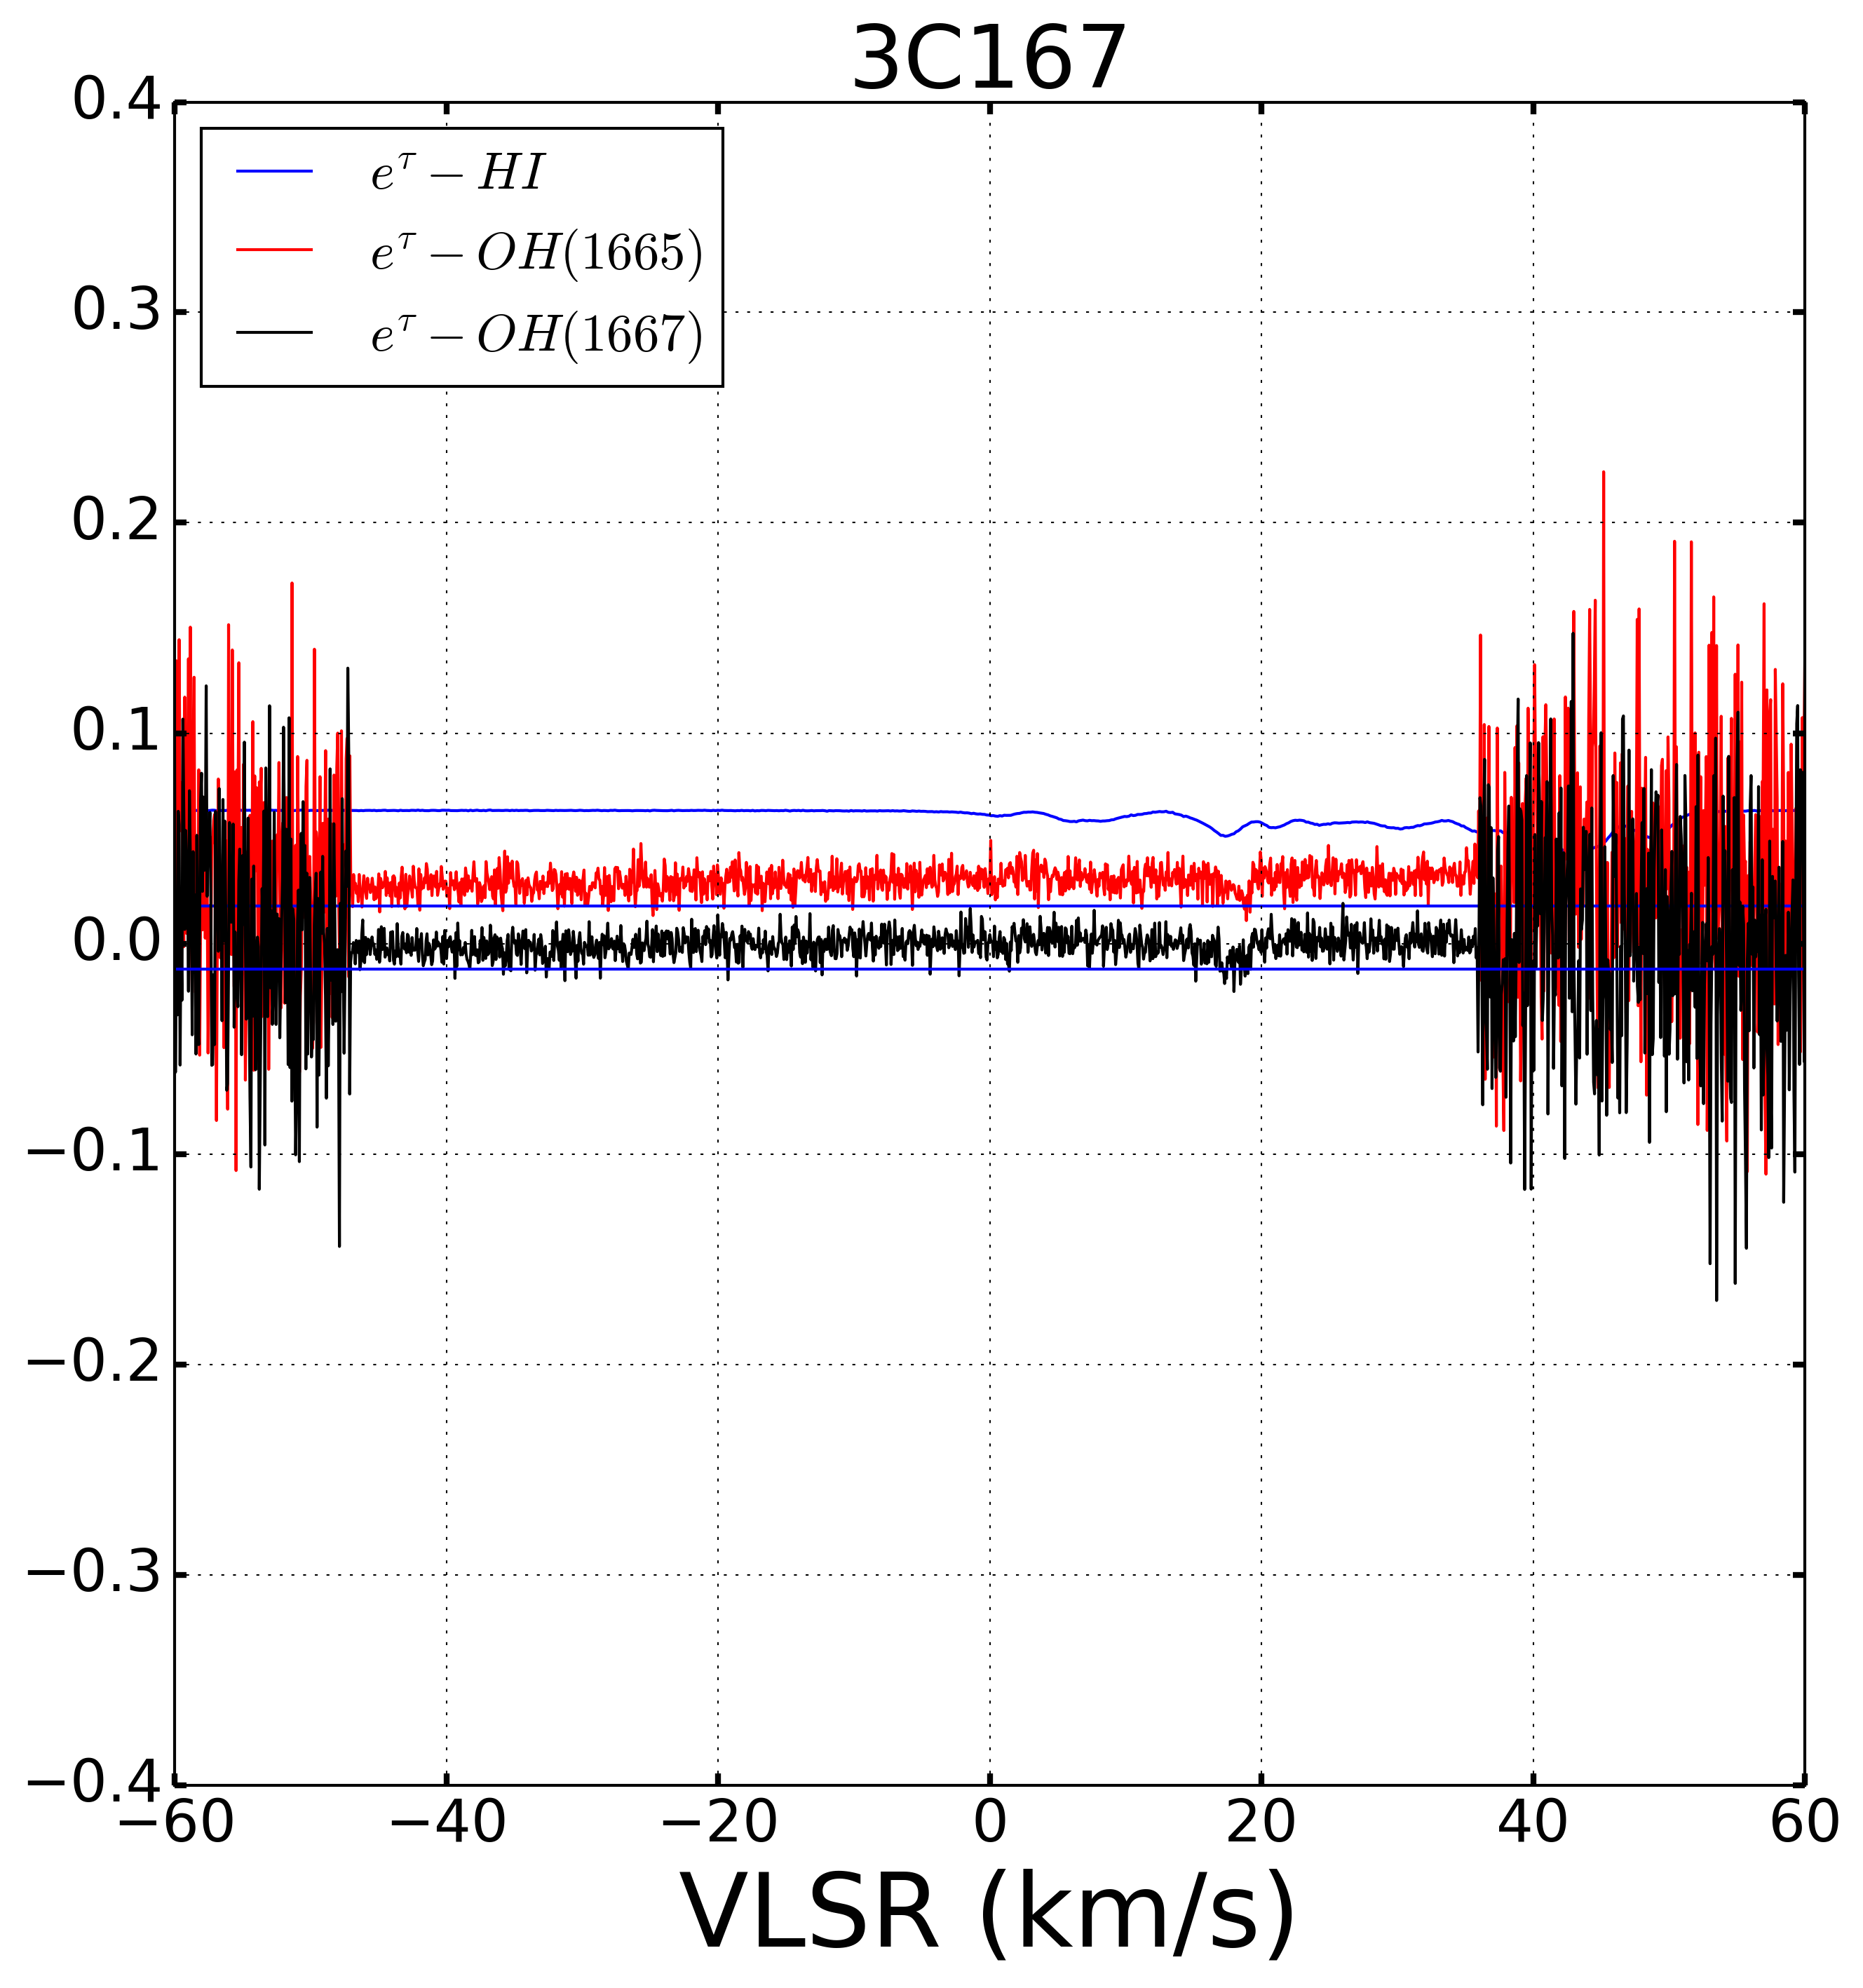 3C167
e^τ − HI
e^τ − OH(1665)
e^τ − OH(1667)
0.4
0.3
0.2
0.1
0.0
−0.1
−0.2
−0.3
−0.4
−60 −40 −20 0 20 40 60
VLSR (km/s)